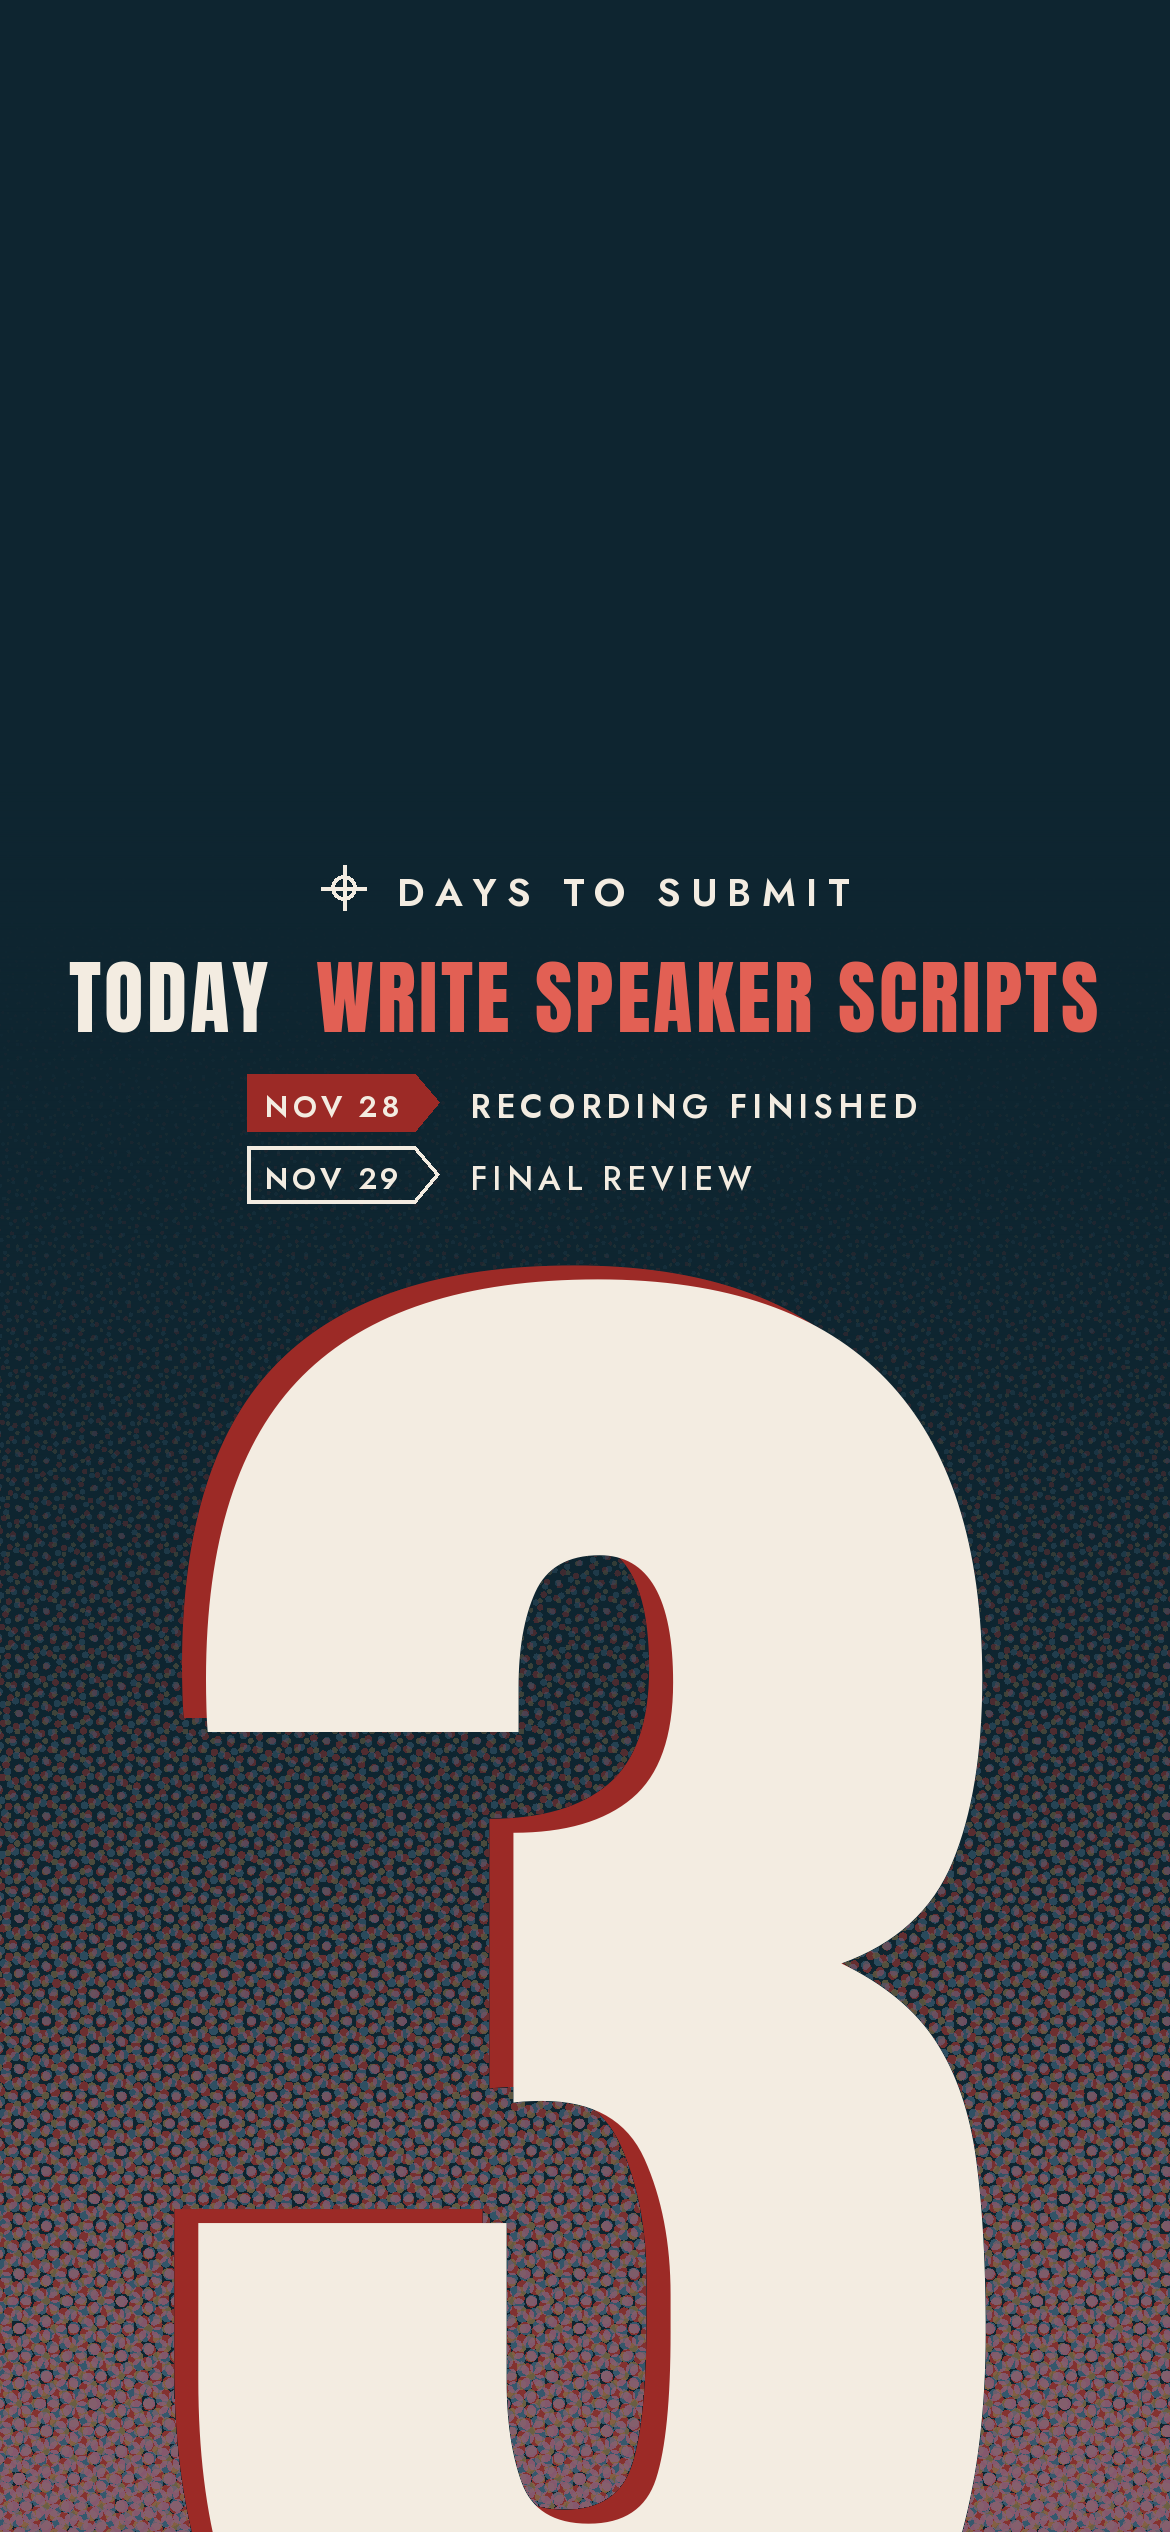 DAYS TO SUBMIT
TODAY WRITE SPEAKER SCRIPTS
NOV 28 RECORDING FINISHED
NOV 29 FINAL REVIEW
3